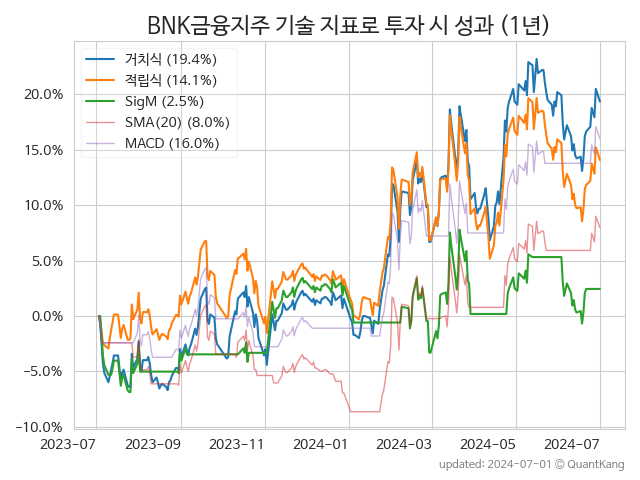 BNK금융지주 기술 지표로 투자 시 성과 (1년)
거치식 (19.4%)
적립식 (14.1%)
SigM (2.5%)
SMA(20) (8.0%)
MACD (16.0%)
20.0%
15.0%
10.0%
5.0%
0.0%
−5.0%
−10.0%
2023-07 2023-09 2023-11 2024-01 2024-03 2024-05 2024-07
updated: 2024-07-01 © QuantKang